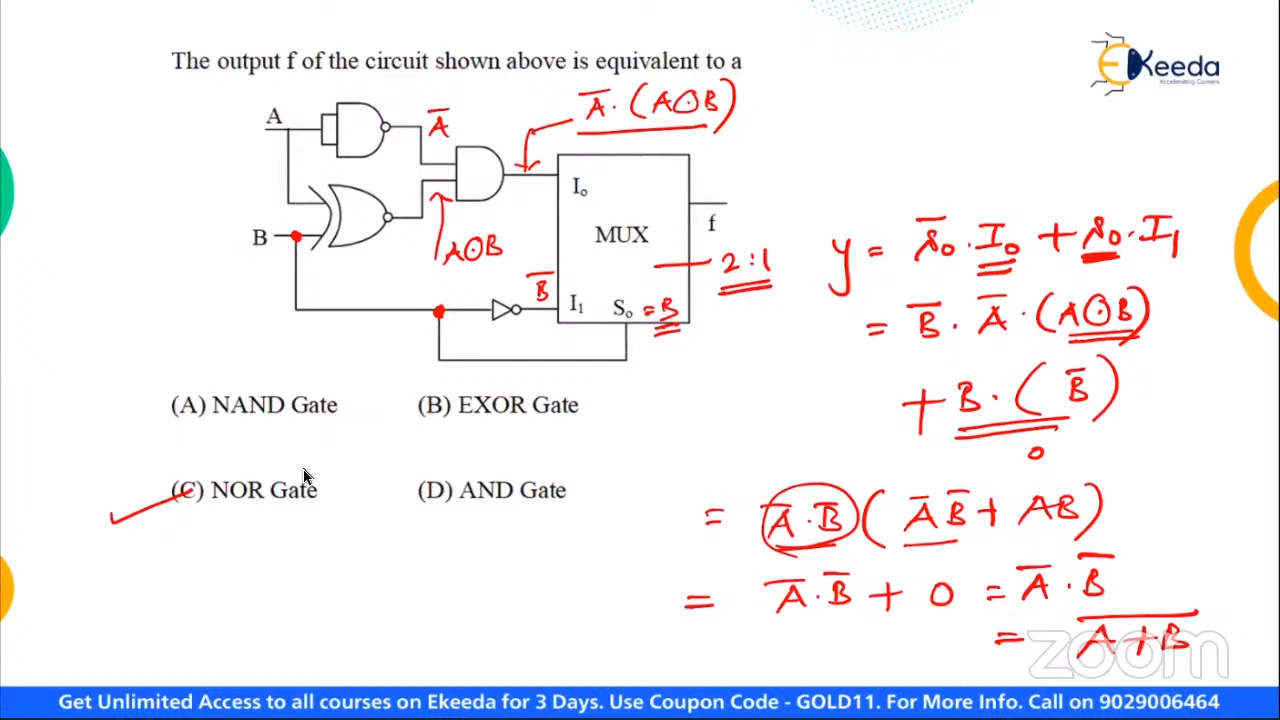 The output f of the circuit shown above is equivalent to a
EKeeda
Accelerating Careers
A̅ · (A⊙B)
A
A̅
I₀
B
A⊙B
MUX
f
2:1
B̅
I₁
S₀ = B
y = s̅₀ · I₀ + s₀ · I₁
= B̅ · A̅ · (A⊙B)
+ B · (B̅)
0
(A) NAND Gate
(B) EXOR Gate
(C) NOR Gate
(D) AND Gate
= A̅ · B̅ (A̅ B̅ + AB)
= A̅ · B̅ + 0 = A̅ · B̅
= A̅+̅B̅
zoom
Get Unlimited Access to all courses on Ekeeda for 3 Days. Use Coupon Code - GOLD11. For More Info. Call on 9029006464